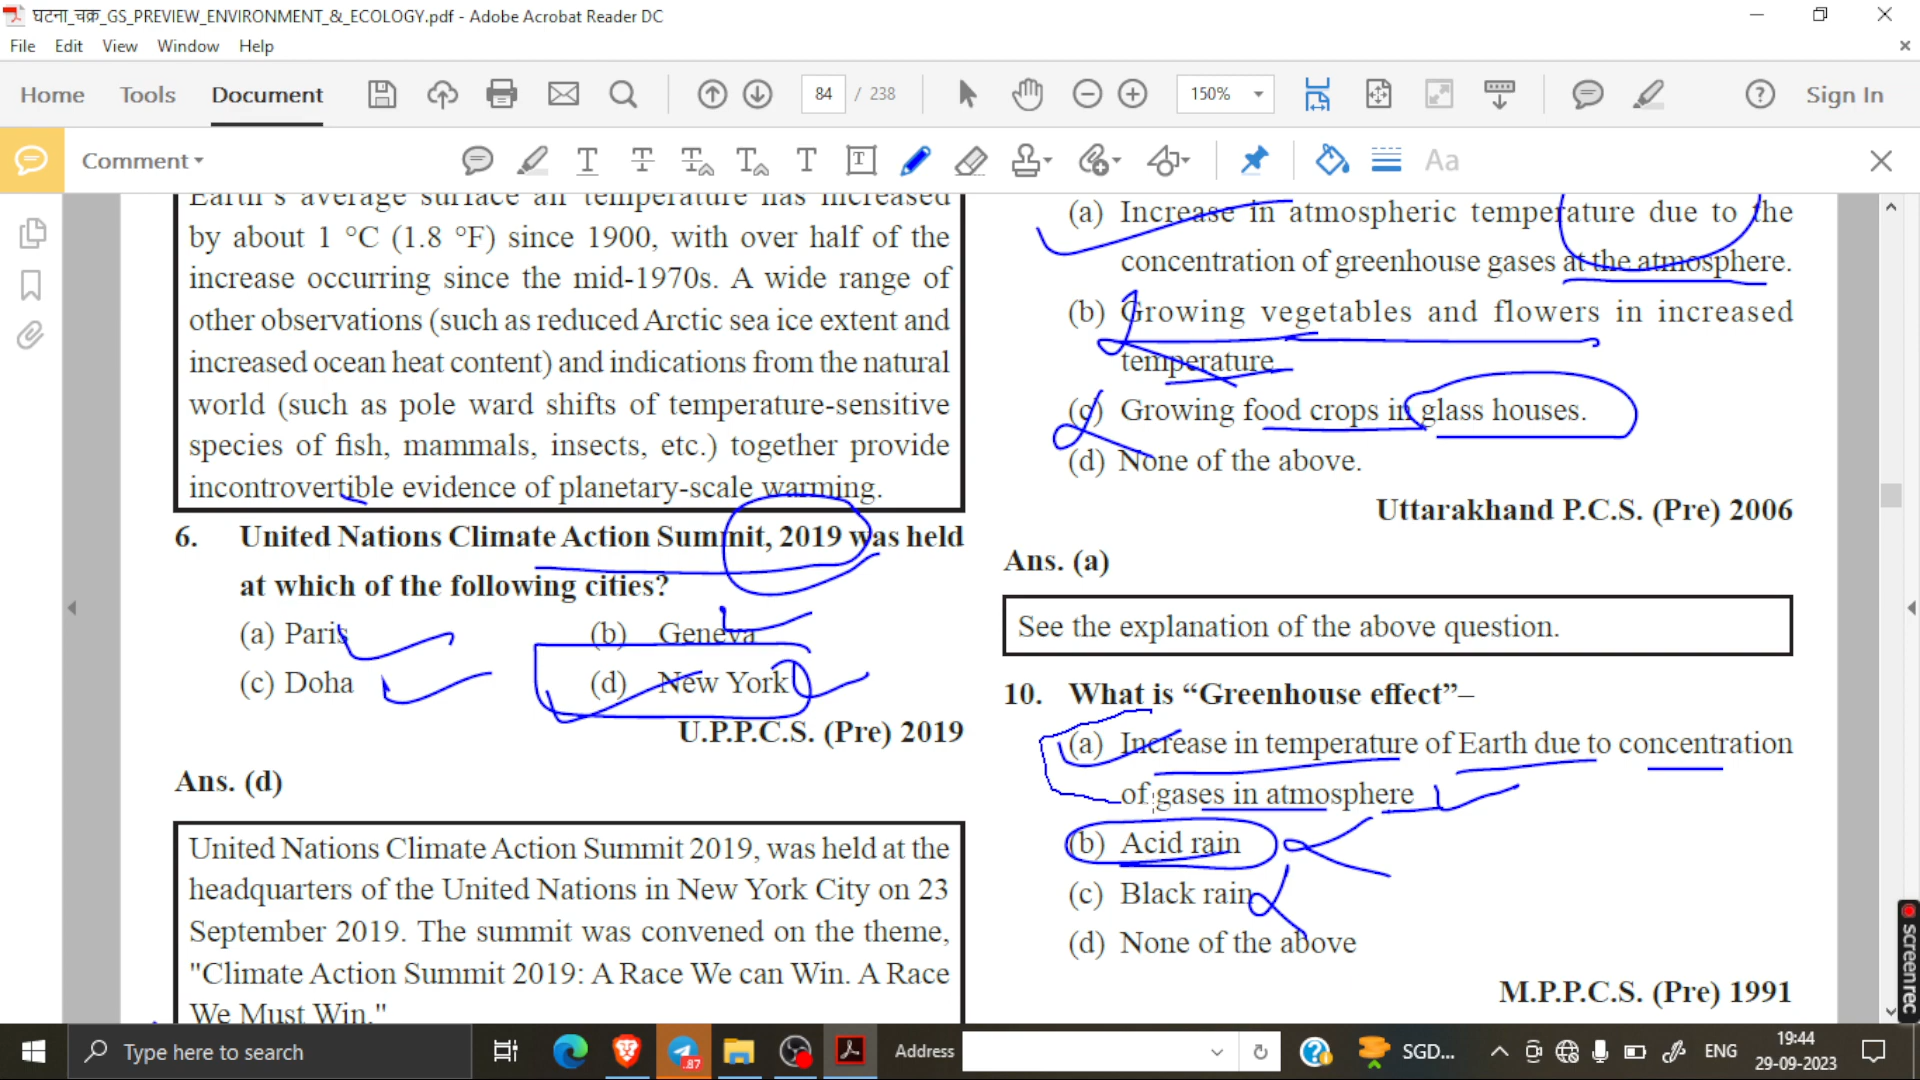 घटना_चक्र_GS_PREVIEW_ENVIRONMENT_&_ECOLOGY.pdf - Adobe Acrobat Reader DC
File Edit View Window Help
Home Tools Document 84 / 238 150% Sign In
Comment
Earth's average surface air temperature has increased
by about 1 °C (1.8 °F) since 1900, with over half of the
increase occurring since the mid-1970s. A wide range of
other observations (such as reduced Arctic sea ice extent and
increased ocean heat content) and indications from the natural
world (such as pole ward shifts of temperature-sensitive
species of fish, mammals, insects, etc.) together provide
incontrovertible evidence of planetary-scale warming.
6. United Nations Climate Action Summit, 2019 was held
at which of the following cities?
(a) Paris (b) Geneva
(c) Doha (d) New York
U.P.P.C.S. (Pre) 2019
Ans. (d)
United Nations Climate Action Summit 2019, was held at the
headquarters of the United Nations in New York City on 23
September 2019. The summit was convened on the theme,
"Climate Action Summit 2019: A Race We can Win. A Race
We Must Win."
(a) Increase in atmospheric temperature due to the
concentration of greenhouse gases at the atmosphere.
(b) Growing vegetables and flowers in increased
temperature
(c) Growing food crops in glass houses.
(d) None of the above.
Uttarakhand P.C.S. (Pre) 2006
Ans. (a)
See the explanation of the above question.
10. What is “Greenhouse effect”–
(a) Increase in temperature of Earth due to concentration
of gases in atmosphere
(b) Acid rain
(c) Black rain
(d) None of the above
M.P.P.C.S. (Pre) 1991
screenrec
Type here to search .87 Address SGD... ENG 19:44
29-09-2023